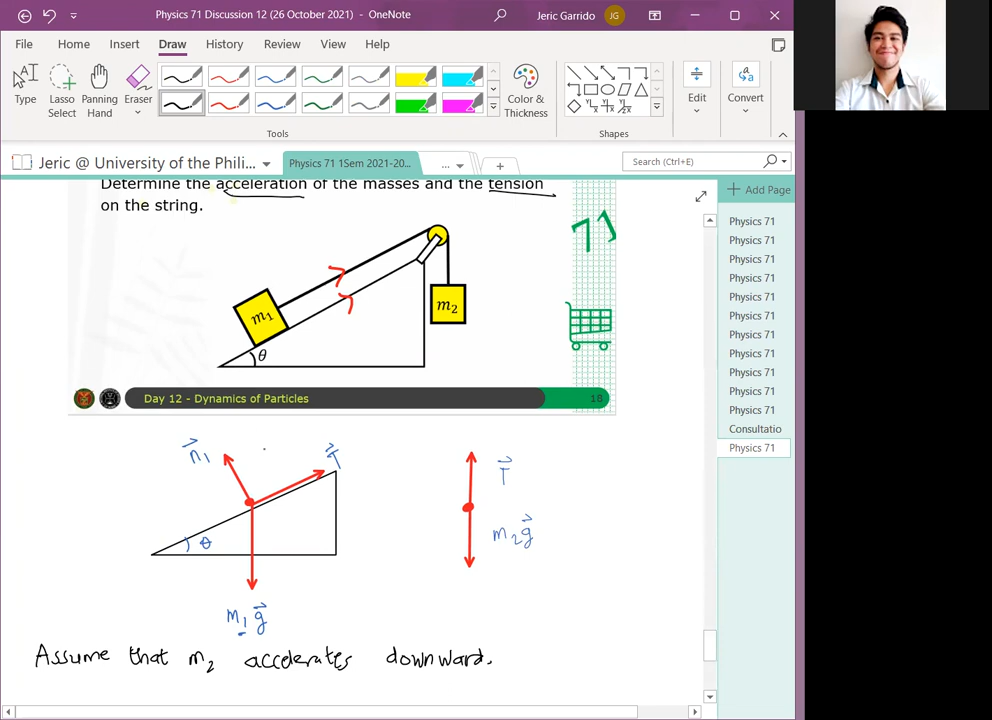 Physics 71 Discussion 12 (26 October 2021) - OneNote
Jeric Garrido
JG
File
Home
Insert
Draw
History
Review
View
Help
Type
Lasso Select
Panning Hand
Eraser
Color & Thickness
Edit
Convert
Tools
Shapes
Jeric @ University of the Phili...
Physics 71 1Sem 2021-20...
...
+
Search (Ctrl+E)
Add Page
Determine the acceleration of the masses and the tension
on the string.
71
m₁
m₂
θ
Day 12 - Dynamics of Particles
18
Physics 71
Physics 71
Physics 71
Physics 71
Physics 71
Physics 71
Physics 71
Physics 71
Physics 71
Physics 71
Physics 71
Consultatio
Physics 71
n⃗₁
T⃗
θ
m₁g⃗
T⃗
m₂g⃗
Assume that m₂ accelerates downward.